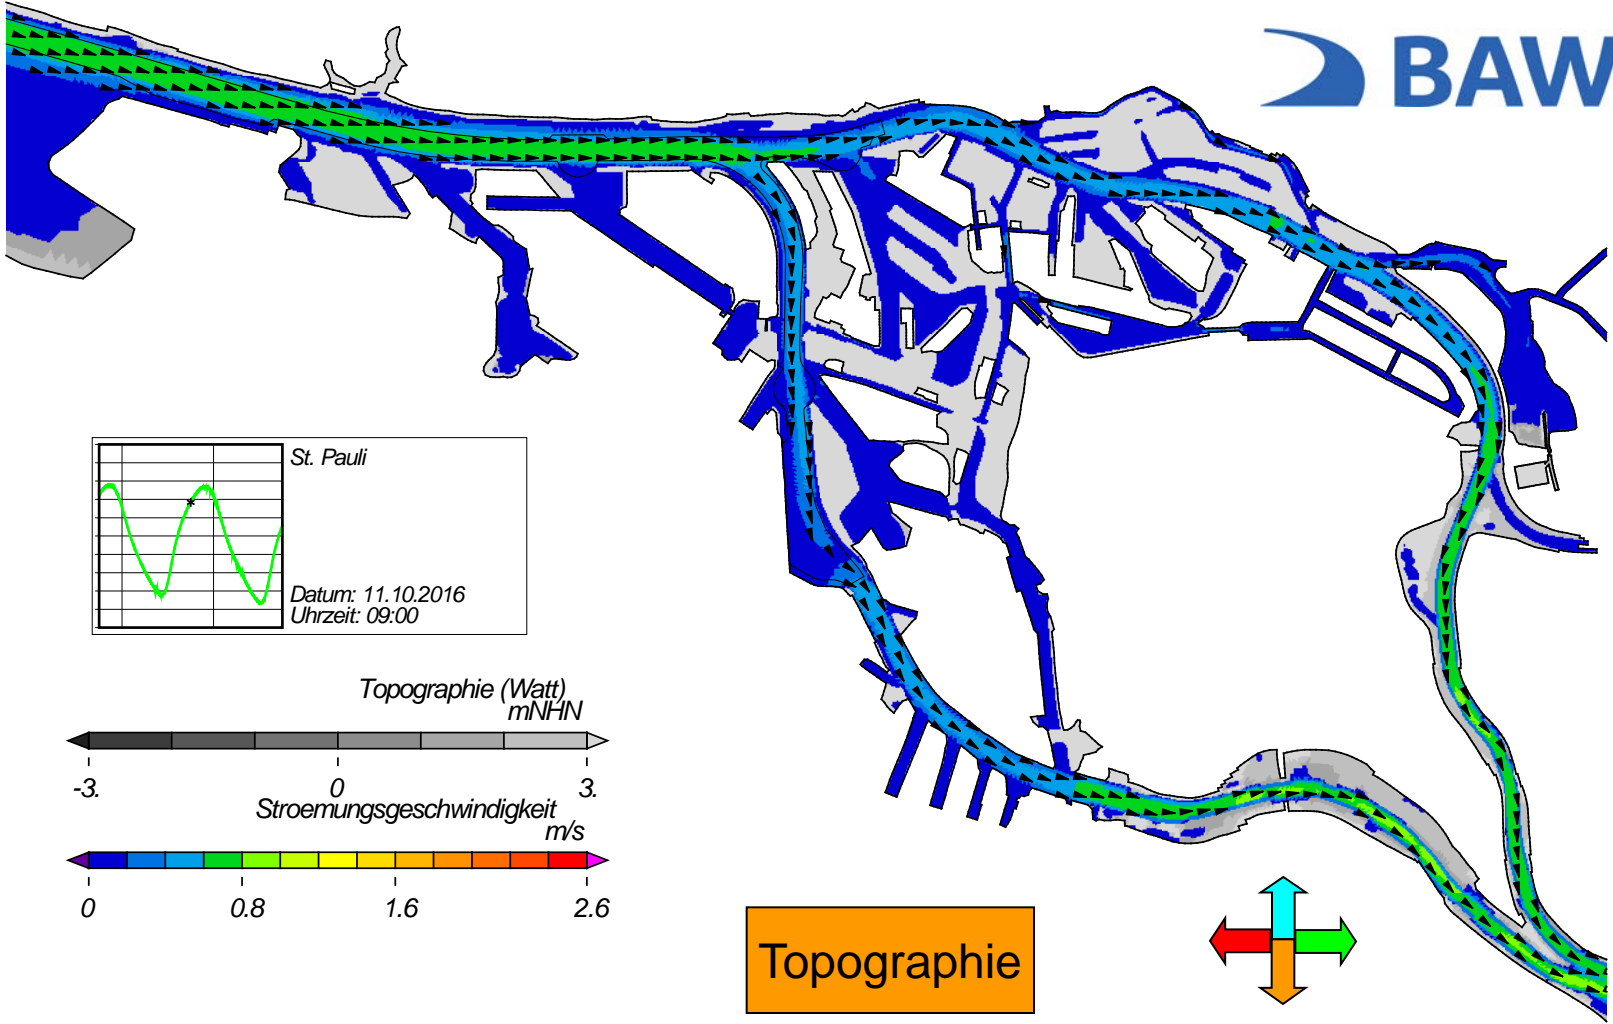 BAW
St. Pauli
Datum: 11.10.2016
Uhrzeit: 09:00
Topographie (Watt)
mNHN
-3. 0 3.
Stroemungsgeschwindigkeit
m/s
0 0.8 1.6 2.6
Topographie